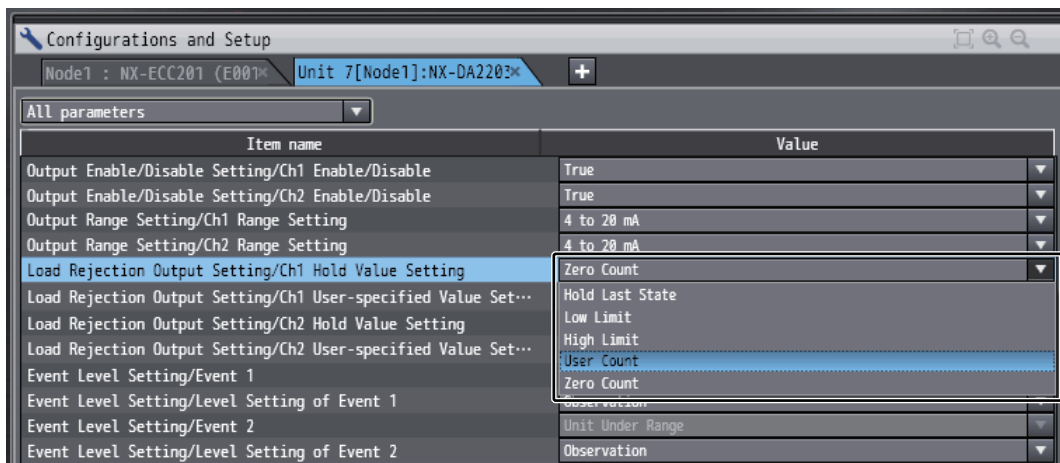 Configurations and Setup
Node1 : NX-ECC201 (E001
Unit 7[Node1]:NX-DA2203
All parameters
Item name Value
Output Enable/Disable Setting/Ch1 Enable/Disable True
Output Enable/Disable Setting/Ch2 Enable/Disable True
Output Range Setting/Ch1 Range Setting 4 to 20 mA
Output Range Setting/Ch2 Range Setting 4 to 20 mA
Load Rejection Output Setting/Ch1 Hold Value Setting Zero Count
Load Rejection Output Setting/Ch1 User-specified Value Set… Hold Last State
Low Limit
Load Rejection Output Setting/Ch2 Hold Value Setting
High Limit
Load Rejection Output Setting/Ch2 User-specified Value Set…
User Count
Event Level Setting/Event 1 Zero Count
Event Level Setting/Level Setting of Event 1 Observation
Event Level Setting/Event 2 Unit Under Range
Event Level Setting/Level Setting of Event 2 Observation